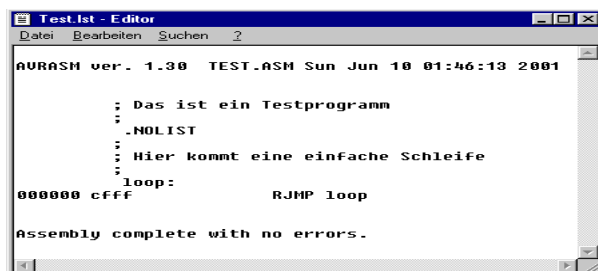 Test.lst - Editor
Datei Bearbeiten Suchen ?
AVRASM ver. 1.30 TEST.ASM Sun Jun 10 01:46:13 2001
; Das ist ein Testprogramm
;
.NOLIST
;
; Hier kommt eine einfache Schleife
;
loop:
000000 cfff RJMP loop
Assembly complete with no errors.